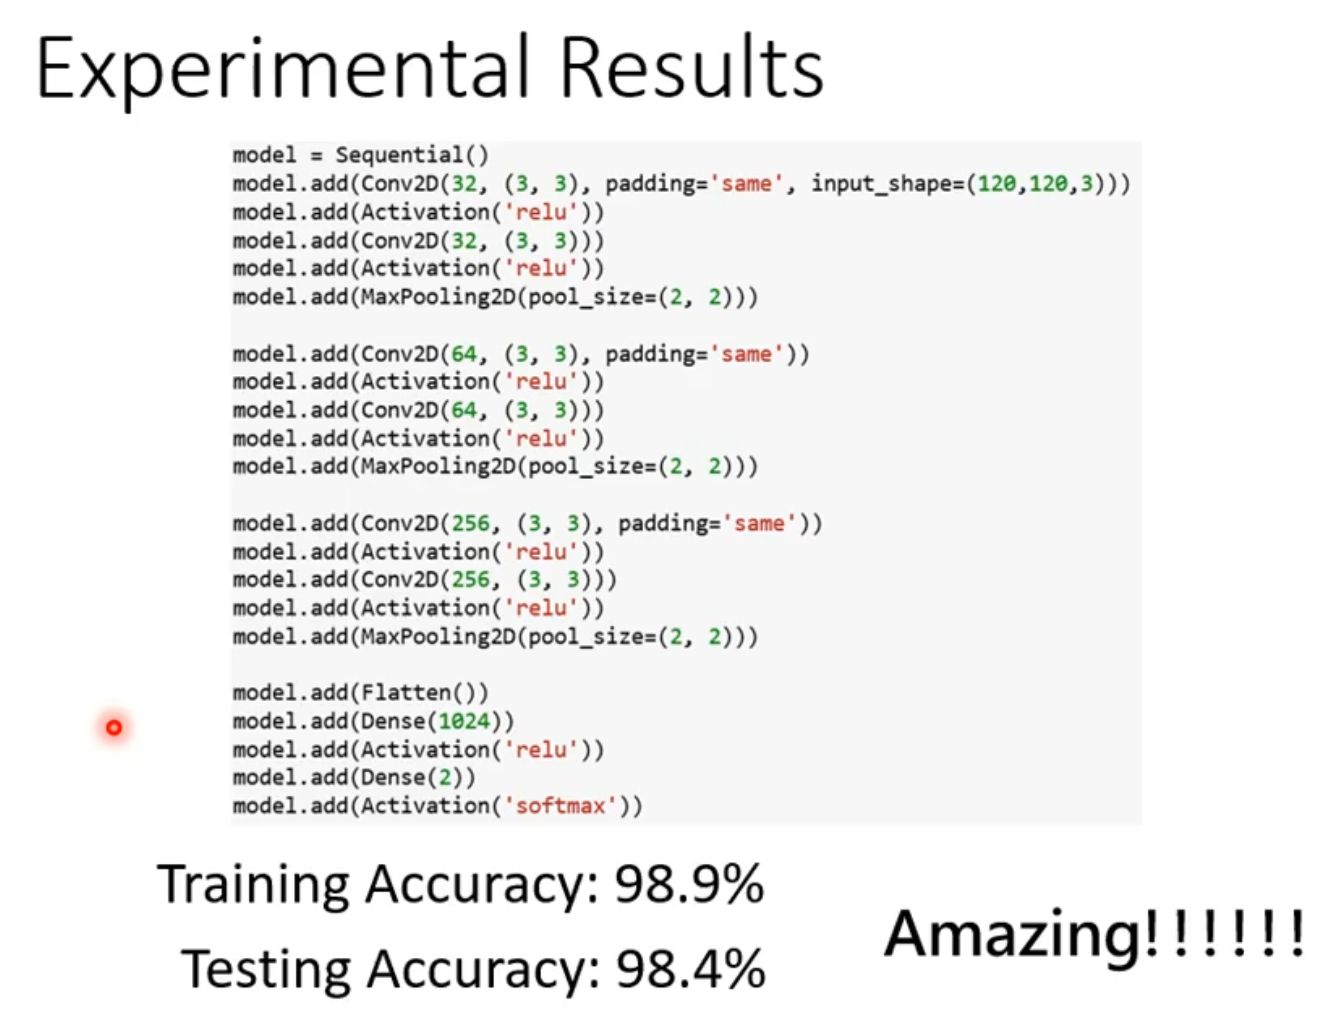 Experimental Results
model = Sequential()
model.add(Conv2D(32, (3, 3), padding='same', input_shape=(120,120,3)))
model.add(Activation('relu'))
model.add(Conv2D(32, (3, 3)))
model.add(Activation('relu'))
model.add(MaxPooling2D(pool_size=(2, 2)))
model.add(Conv2D(64, (3, 3), padding='same'))
model.add(Activation('relu'))
model.add(Conv2D(64, (3, 3)))
model.add(Activation('relu'))
model.add(MaxPooling2D(pool_size=(2, 2)))
model.add(Conv2D(256, (3, 3), padding='same'))
model.add(Activation('relu'))
model.add(Conv2D(256, (3, 3)))
model.add(Activation('relu'))
model.add(MaxPooling2D(pool_size=(2, 2)))
model.add(Flatten())
model.add(Dense(1024))
model.add(Activation('relu'))
model.add(Dense(2))
model.add(Activation('softmax'))
Training Accuracy: 98.9%
Testing Accuracy: 98.4%
Amazing!!!!!!